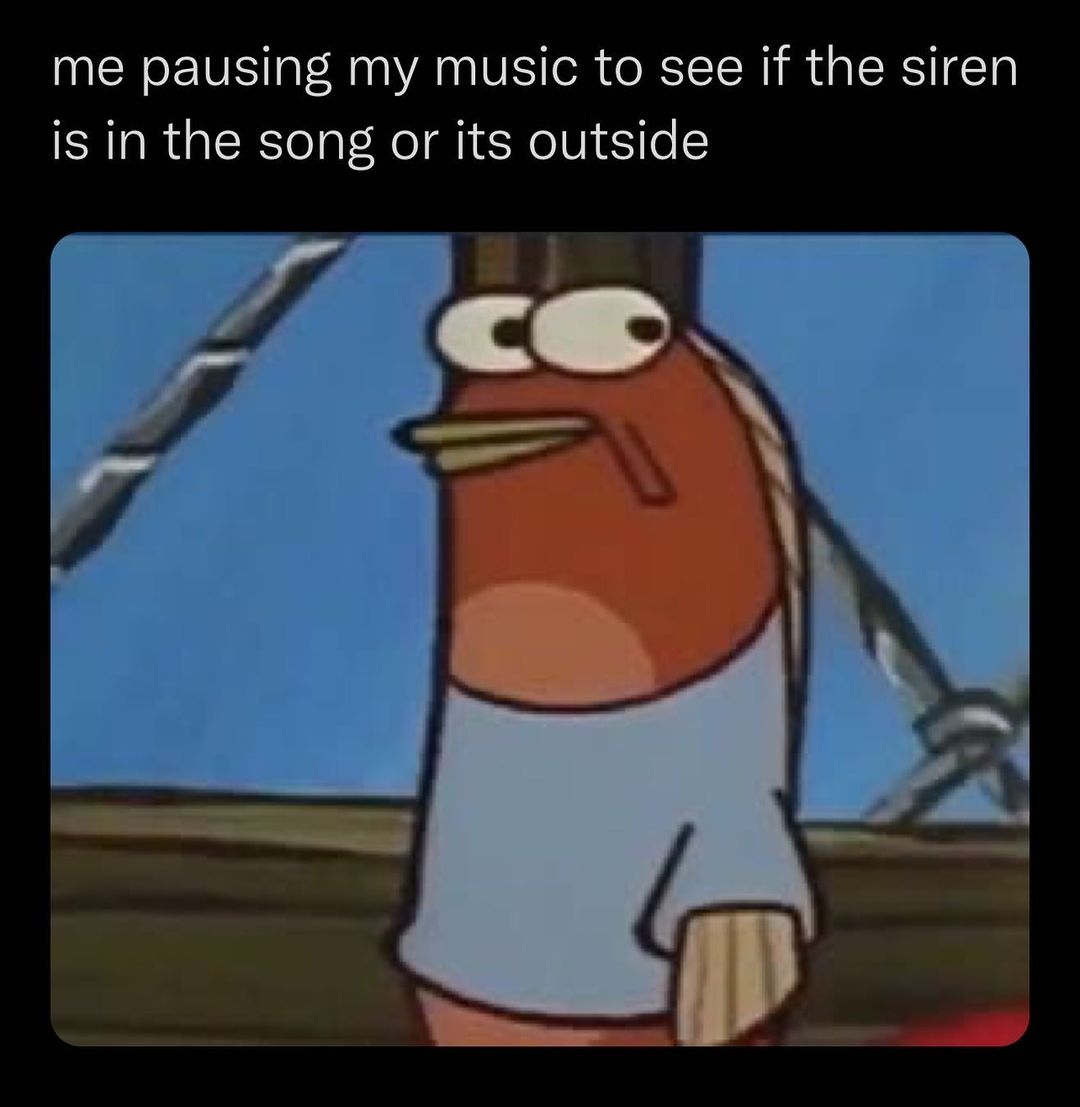 me pausing my music to see if the siren
is in the song or its outside